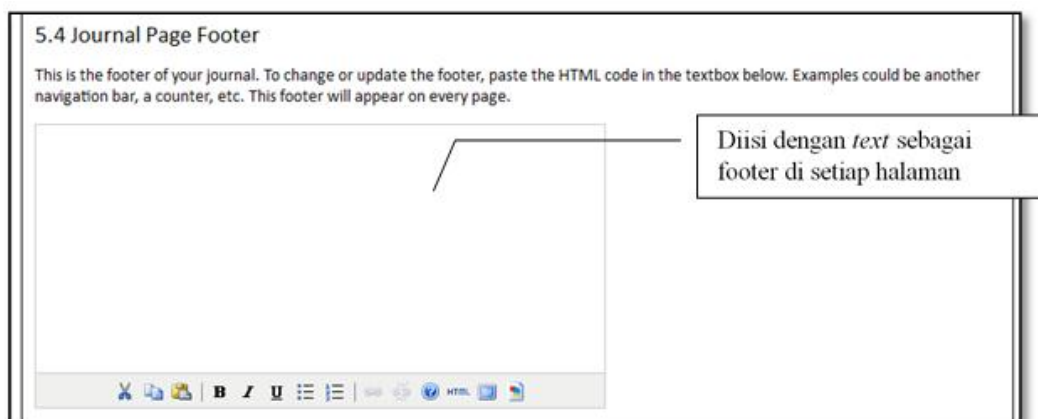 5.4 Journal Page Footer
This is the footer of your journal. To change or update the footer, paste the HTML code in the textbox below. Examples could be another
navigation bar, a counter, etc. This footer will appear on every page.
Diisi dengan text sebagai
footer di setiap halaman
B I U HTML